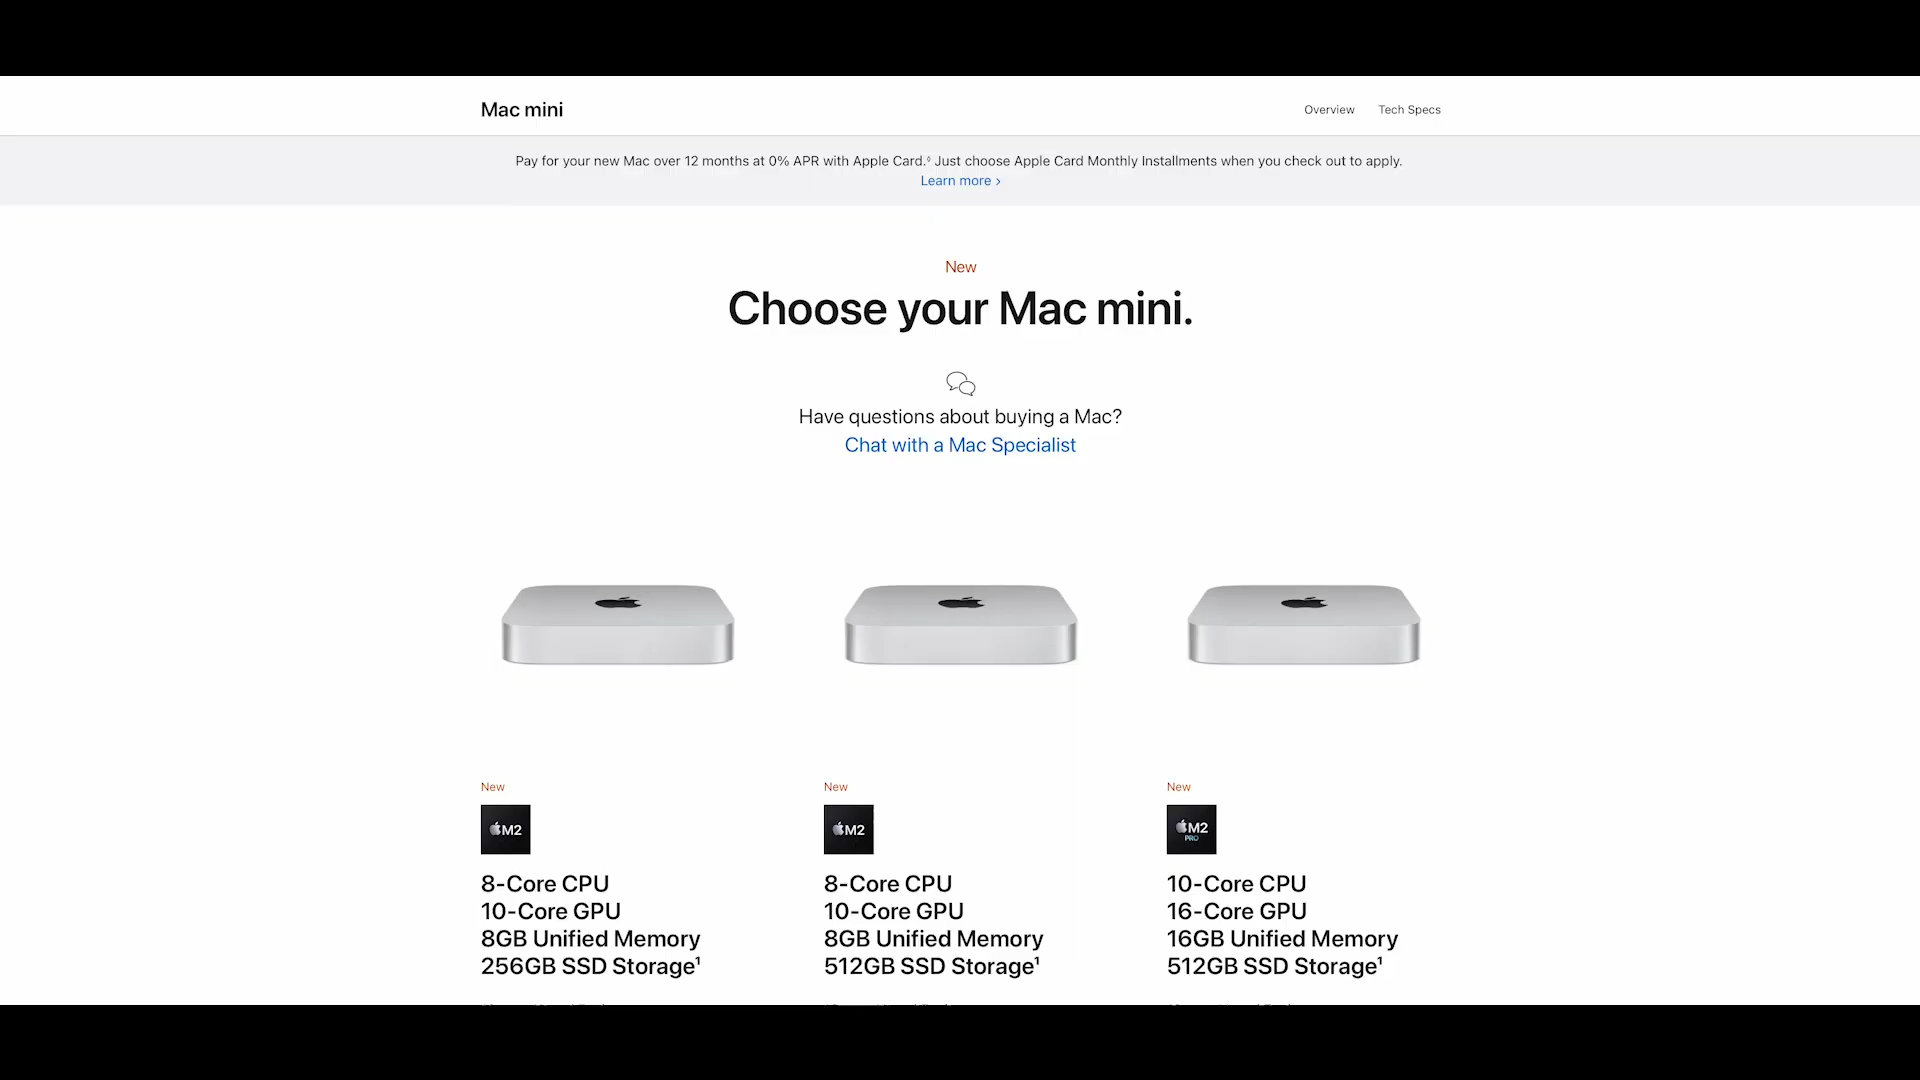 Mac mini
Overview
Tech Specs
Pay for your new Mac over 12 months at 0% APR with Apple Card.◊ Just choose Apple Card Monthly Installments when you check out to apply.
Learn more ›
New
Choose your Mac mini.
Have questions about buying a Mac?
Chat with a Mac Specialist
New
M2
8-Core CPU
10-Core GPU
8GB Unified Memory
256GB SSD Storage¹
New
M2
8-Core CPU
10-Core GPU
8GB Unified Memory
512GB SSD Storage¹
New
M2
PRO
10-Core CPU
16-Core GPU
16GB Unified Memory
512GB SSD Storage¹